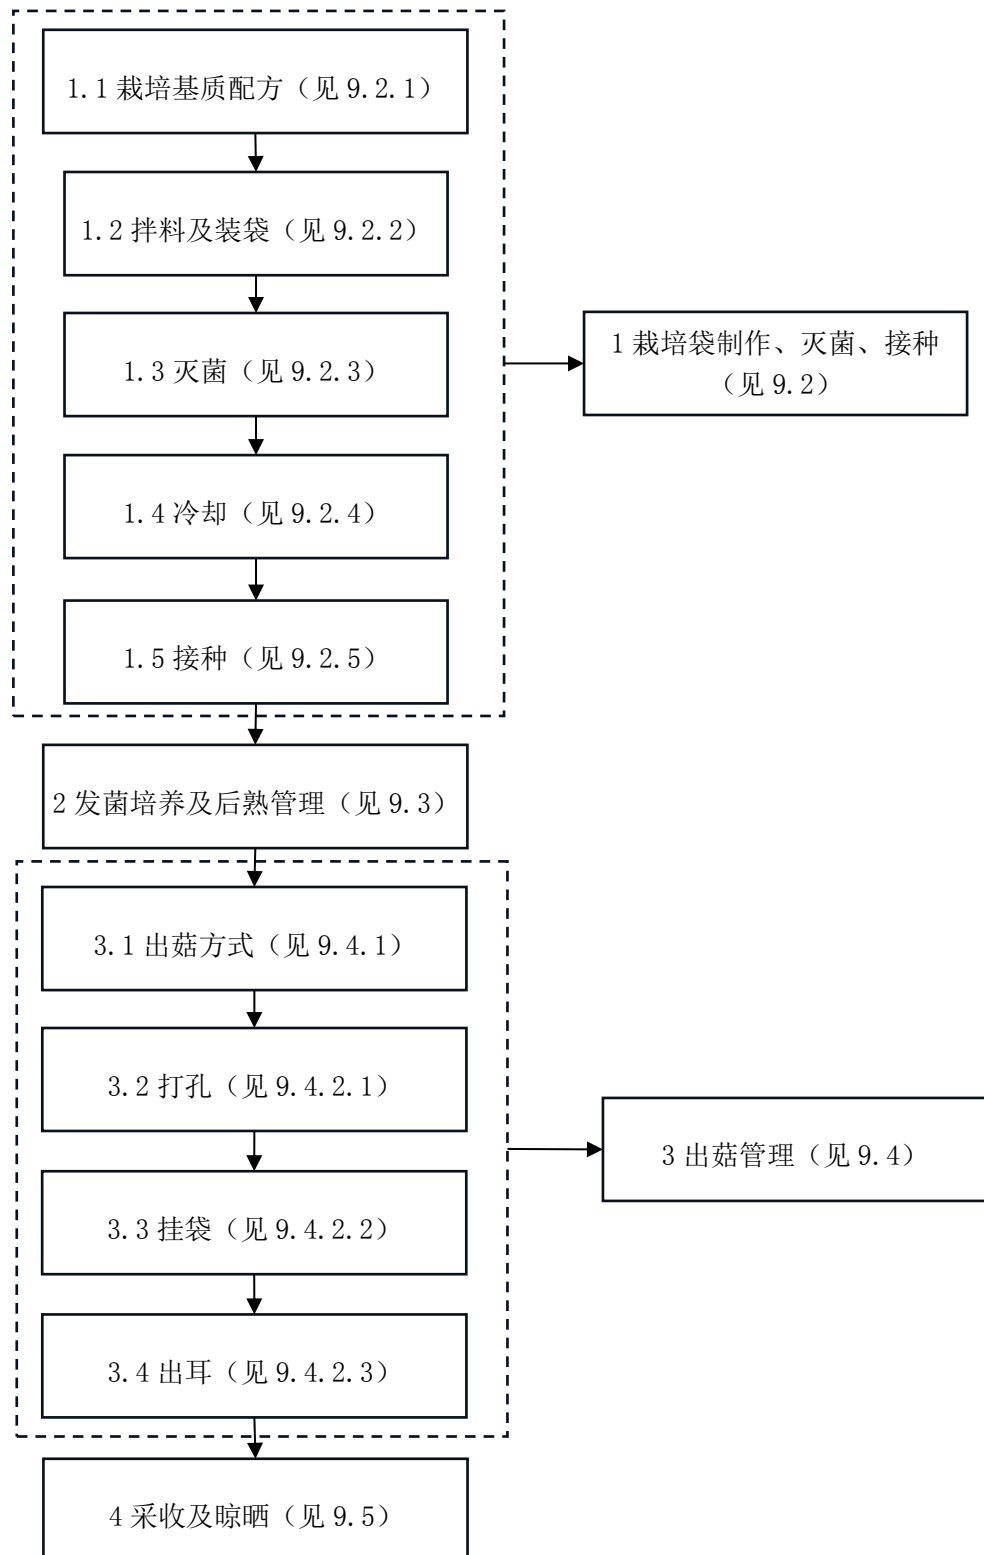 1.1 栽培基质配方（见 9.2.1）
1.2 拌料及装袋（见 9.2.2）
1.3 灭菌（见 9.2.3）
1 栽培袋制作、灭菌、接种
（见 9.2）
1.4 冷却（见 9.2.4）
1.5 接种（见 9.2.5）
2 发菌培养及后熟管理（见 9.3）
3.1 出菇方式（见 9.4.1）
3.2 打孔（见 9.4.2.1）
3 出菇管理（见 9.4）
3.3 挂袋（见 9.4.2.2）
3.4 出耳（见 9.4.2.3）
4 采收及晾晒（见 9.5）